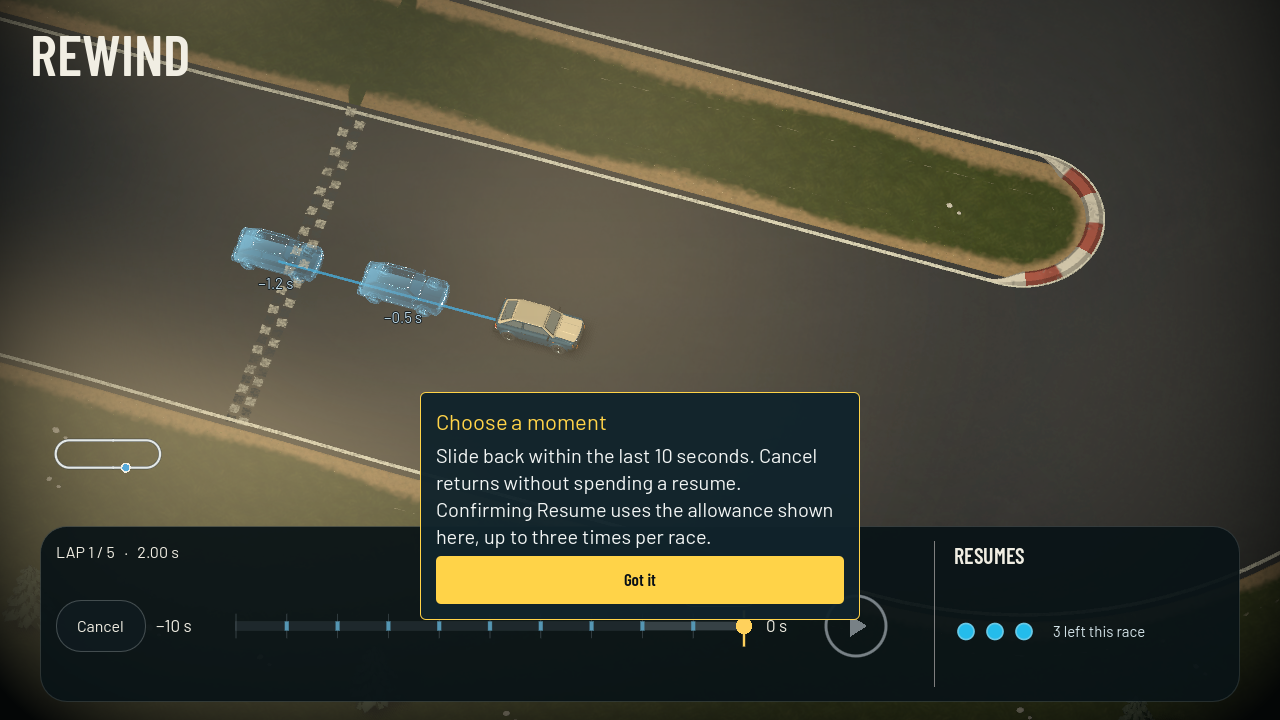 REWIND
−1.2 s
−0.5 s
Choose a moment
Slide back within the last 10 seconds. Cancel
returns without spending a resume.
Confirming Resume uses the allowance shown
here, up to three times per race.
Got it
LAP 1 / 5 · 2.00 s
RESUMES
Cancel
−10 s
0 s
3 left this race